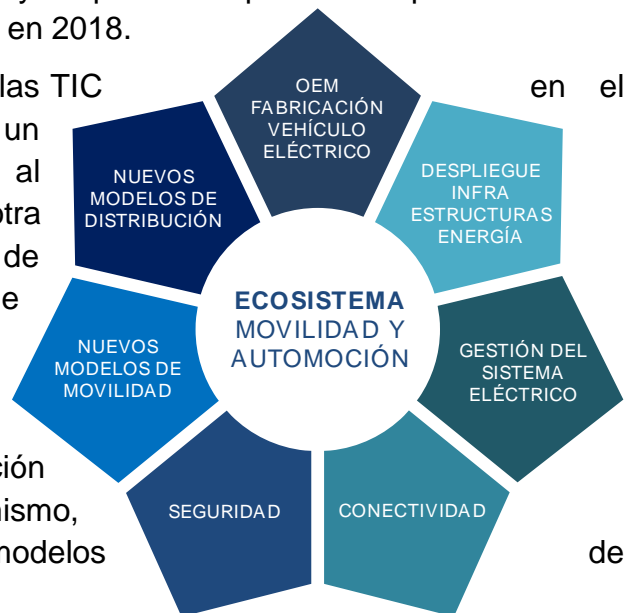 en 2018.
las TIC
en el
un
al
otra
de
e
OEM
FABRICACIÓN
VEHÍCULO
ELÉCTRICO
DESPLIEGUE
INFRA
ESTRUCTURAS
ENERGÍA
GESTIÓN DEL
SISTEMA
ELÉCTRICO
CONECTIVIDAD
SEGURIDAD
NUEVOS
MODELOS DE
MOVILIDAD
NUEVOS
MODELOS DE
DISTRIBUCIÓN
ECOSISTEMA
MOVILIDAD Y
AUTOMOCIÓN
ción
nismo,
modelos
de